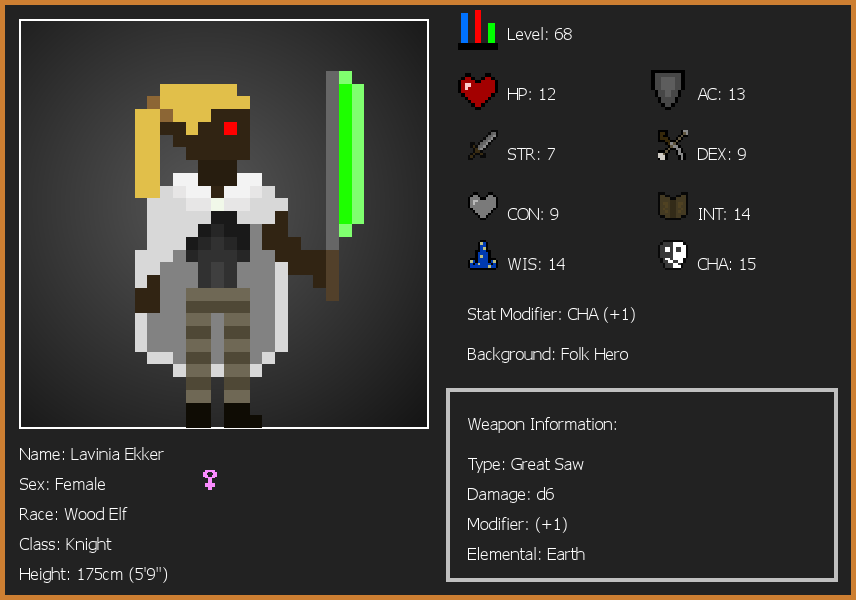 Level: 68
HP: 12
AC: 13
STR: 7
DEX: 9
CON: 9
INT: 14
WIS: 14
CHA: 15
Stat Modifier: CHA (+1)
Background: Folk Hero
Weapon Information:
Type: Great Saw
Damage: d6
Modifier: (+1)
Elemental: Earth
Name: Lavinia Ekker
Sex: Female
Race: Wood Elf
Class: Knight
Height: 175cm (5'9")